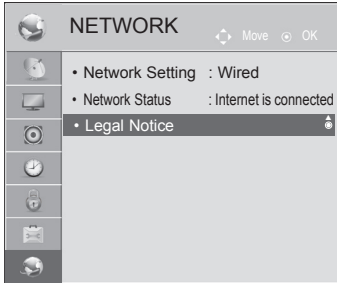 NETWORK Move OK
• Network Setting : Wired
• Network Status : Internet is connected
• Legal Notice